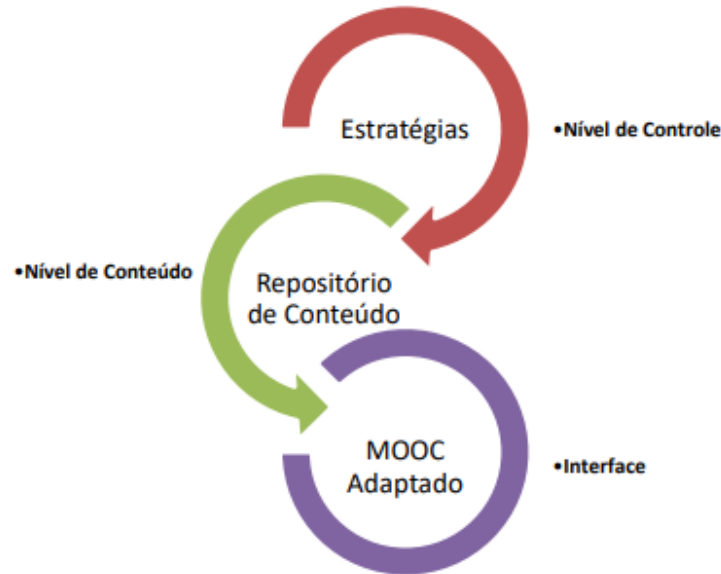 Estratégias
•Nível de Controle
•Nível de Conteúdo
Repositório
de Conteúdo
MOOC
Adaptado
•Interface